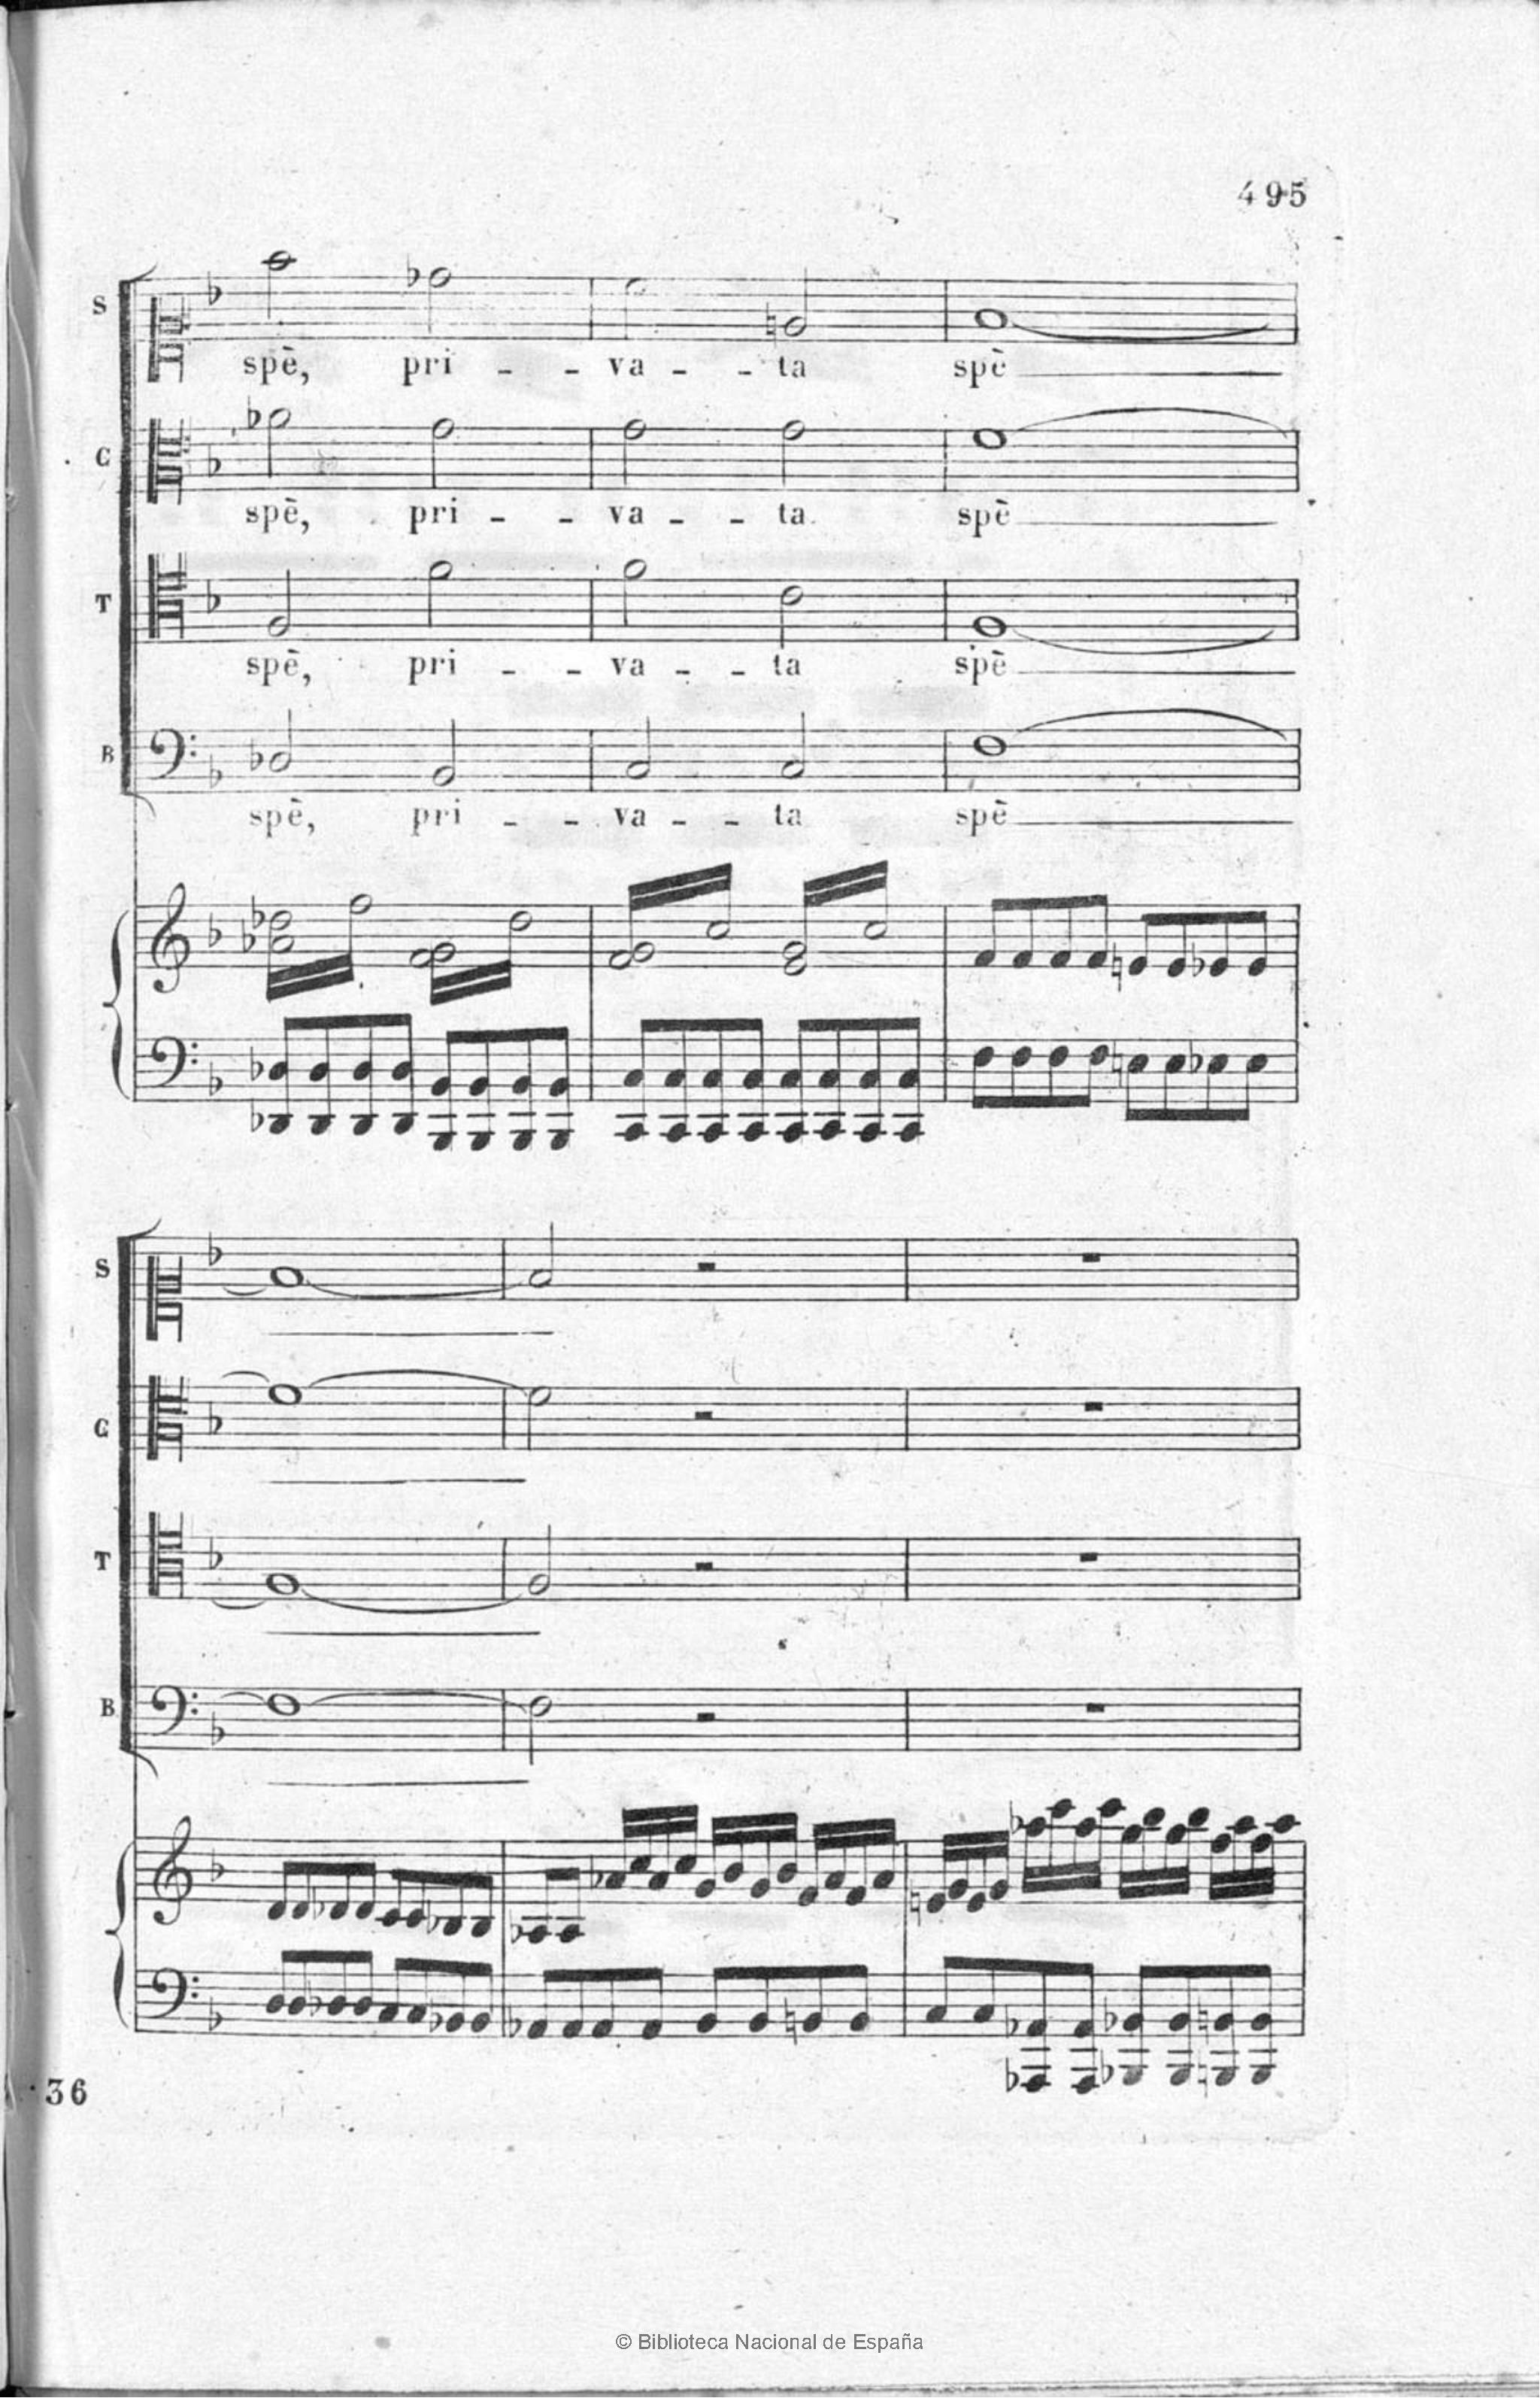 495
S
spè, pri - - va - - ta spè
C
spè, pri - - va - - ta spè
T
spè, pri - - va - - ta spè
B
spè, pri - - va - - ta spè
S
C
T
B
36
© Biblioteca Nacional de España